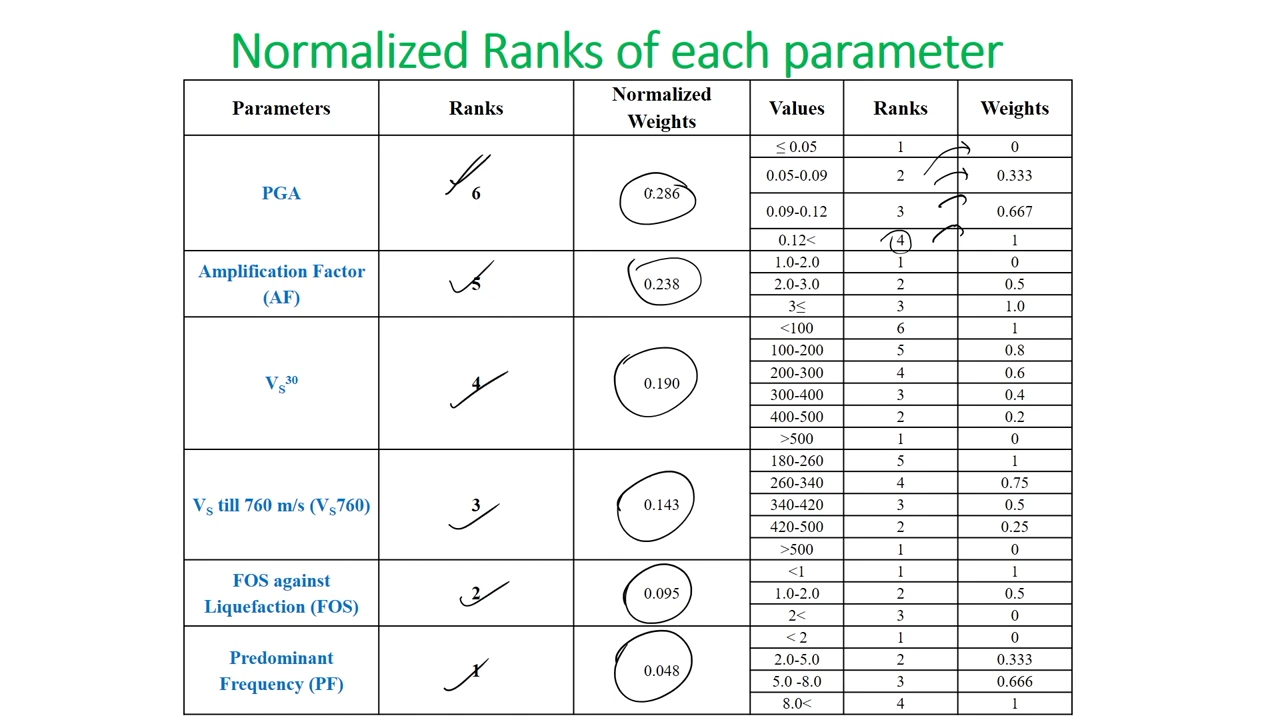 Normalized Ranks of each parameter
Parameters Ranks Normalized Weights Values Ranks Weights
PGA 6 0.286 ≤ 0.05 1 0
0.05-0.09 2 0.333
0.09-0.12 3 0.667
0.12< 4 1
Amplification Factor (AF) 5 0.238 1.0-2.0 1 0
2.0-3.0 2 0.5
3≤ 3 1.0
V_S^30 4 0.190 <100 6 1
100-200 5 0.8
200-300 4 0.6
300-400 3 0.4
400-500 2 0.2
>500 1 0
V_S till 760 m/s (V_S760) 3 0.143 180-260 5 1
260-340 4 0.75
340-420 3 0.5
420-500 2 0.25
>500 1 0
FOS against Liquefaction (FOS) 2 0.095 <1 1 1
1.0-2.0 2 0.5
2< 3 0
Predominant Frequency (PF) 1 0.048 < 2 1 0
2.0-5.0 2 0.333
5.0 -8.0 3 0.666
8.0< 4 1